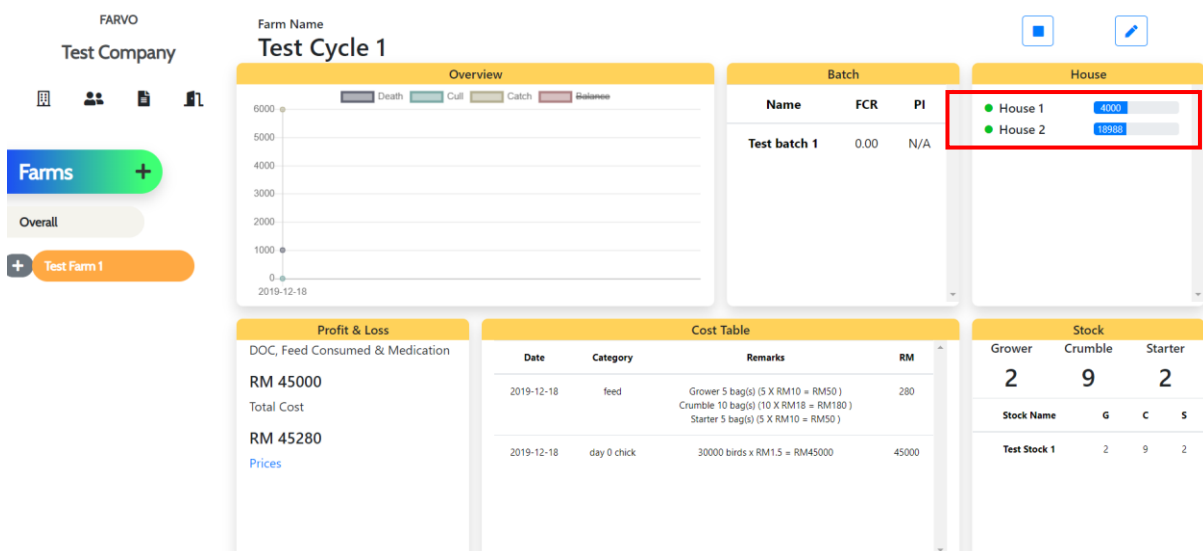 FARVO
Test Company
Farms +
Overall
+ Test Farm 1
Farm Name
Test Cycle 1
Overview
Death Cull Catch Balance
6000
5000
4000
3000
2000
1000
0
2019-12-18
Batch
Name FCR PI
Test batch 1 0.00 N/A
House
House 1 4000
House 2 18988
Profit & Loss
DOC, Feed Consumed & Medication
RM 45000
Total Cost
RM 45280
Prices
Cost Table
Date Category Remarks RM
2019-12-18 feed Grower 5 bag(s) (5 X RM10 = RM50 ) 280
Crumble 10 bag(s) (10 X RM18 = RM180 )
Starter 5 bag(s) (5 X RM10 = RM50 )
2019-12-18 day 0 chick 30000 birds x RM1.5 = RM45000 45000
Stock
Grower Crumble Starter
2 9 2
Stock Name G C S
Test Stock 1 2 9 2